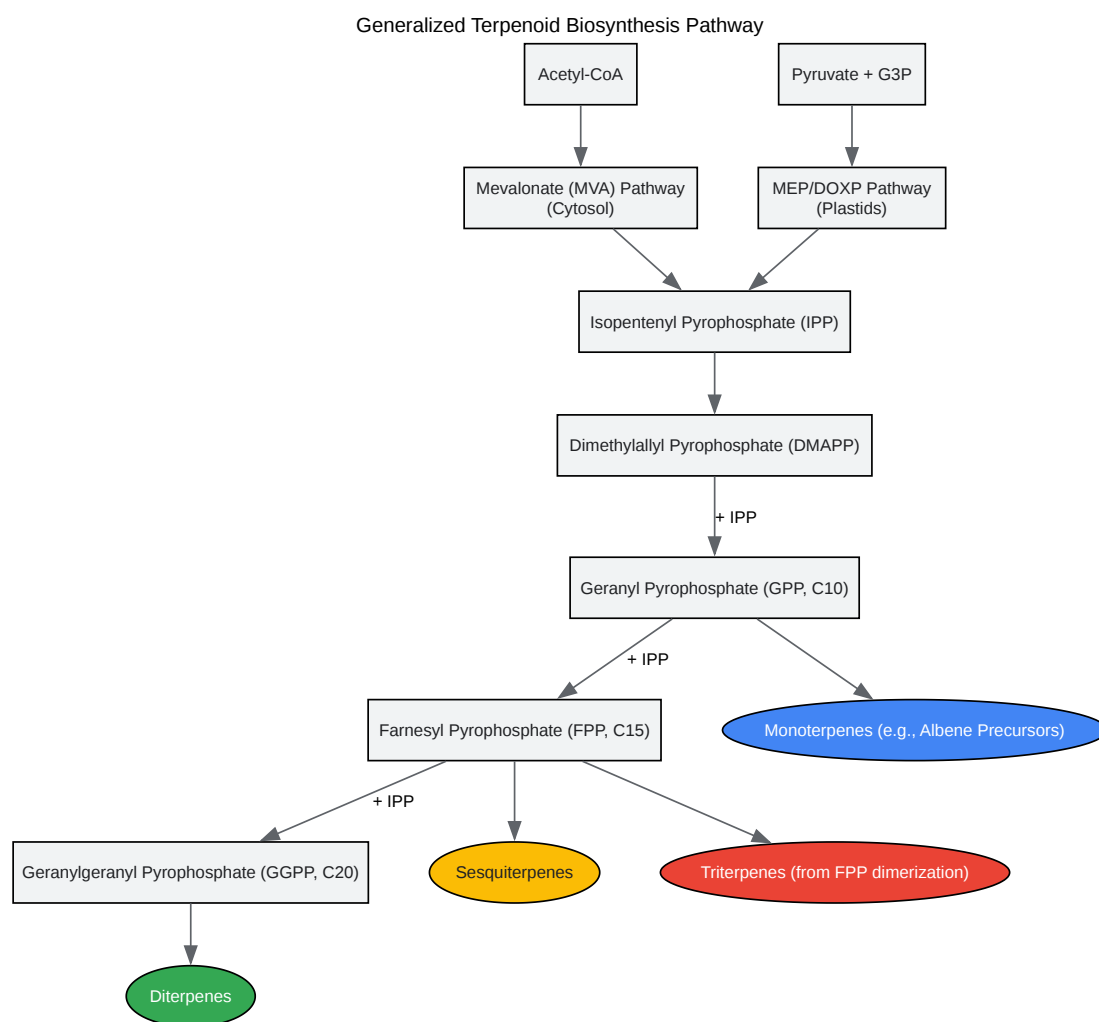 Generalized Terpenoid Biosynthesis Pathway
Acetyl-CoA
Pyruvate + G3P
Mevalonate (MVA) Pathway
(Cytosol)
MEP/DOXP Pathway
(Plastids)
Isopentenyl Pyrophosphate (IPP)
Dimethylallyl Pyrophosphate (DMAPP)
+ IPP
Geranyl Pyrophosphate (GPP, C10)
+ IPP
Farnesyl Pyrophosphate (FPP, C15)
Monoterpenes (e.g., Albene Precursors)
+ IPP
Geranylgeranyl Pyrophosphate (GGPP, C20)
Sesquiterpenes
Triterpenes (from FPP dimerization)
Diterpenes